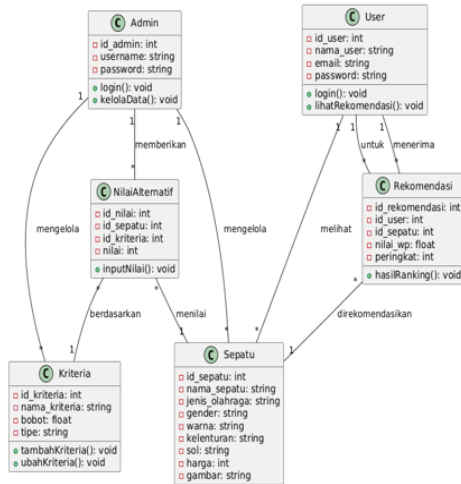 C Admin
id_admin: int
username: string
password: string
login(): void
kelolaData(): void
C User
id_user: int
nama_user: string
email: string
password: string
login(): void
lihatRekomendasi(): void
1
1
1
1
1
1
memberikan
untuk
menerima
*
*
*
C NilaiAlternatif
id_nilai: int
id_sepatu: int
id_kriteria: int
nilai: int
inputNilai(): void
C Rekomendasi
id_rekomendasi: int
id_user: int
id_sepatu: int
nilai_wp: float
peringkat: int
hasilRanking(): void
mengelola
mengelola
melihat
*
*
*
berdasarkan
menilai
direkomendasikan
*
1
1
*
*
1
C Kriteria
id_kriteria: int
nama_kriteria: string
bobot: float
tipe: string
tambahKriteria(): void
ubahKriteria(): void
C Sepatu
id_sepatu: int
nama_sepatu: string
jenis_olahraga: string
gender: string
warna: string
kelenturan: string
sol: string
harga: int
gambar: string